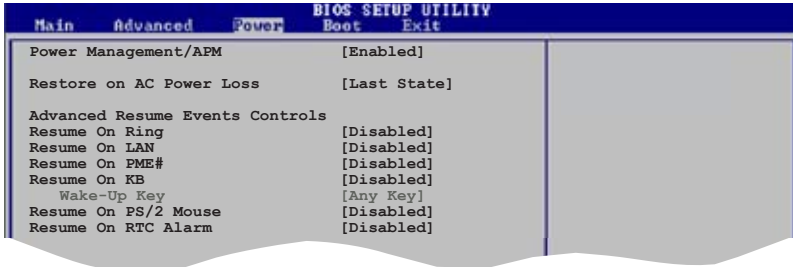 BIOS SETUP UTILITY
Main Advanced Power Boot Exit
Power Management/APM [Enabled]
Restore on AC Power Loss [Last State]
Advanced Resume Events Controls
Resume On Ring [Disabled]
Resume On LAN [Disabled]
Resume On PME# [Disabled]
Resume On KB [Disabled]
Wake-Up Key [Any Key]
Resume On PS/2 Mouse [Disabled]
Resume On RTC Alarm [Disabled]